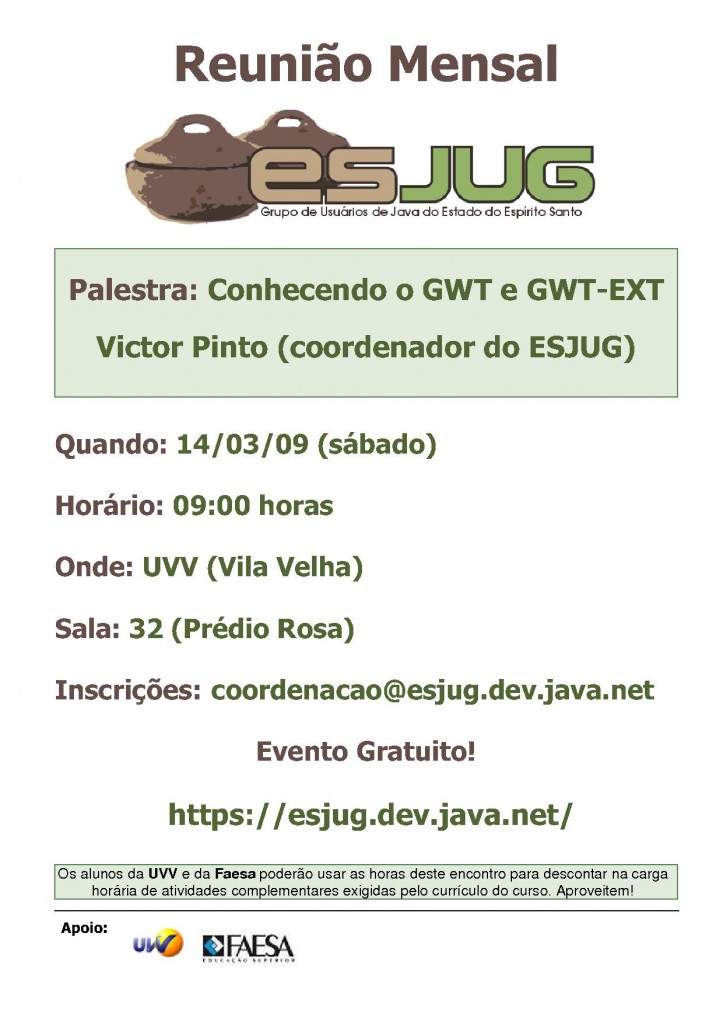 Reunião Mensal
esJUG
Grupo de Usuários de Java do Estado do Espírito Santo
Palestra: Conhecendo o GWT e GWT-EXT
Victor Pinto (coordenador do ESJUG)
Quando: 14/03/09 (sábado)
Horário: 09:00 horas
Onde: UVV (Vila Velha)
Sala: 32 (Prédio Rosa)
Inscrições: coordenacao@esjug.dev.java.net
Evento Gratuito!
https://esjug.dev.java.net/
Os alunos da UVV e da Faesa poderão usar as horas deste encontro para descontar na carga
horária de atividades complementares exigidas pelo currículo do curso. Aproveitem!
Apoio:
UVV
FAESA
EDUCAÇÃO SUPERIOR